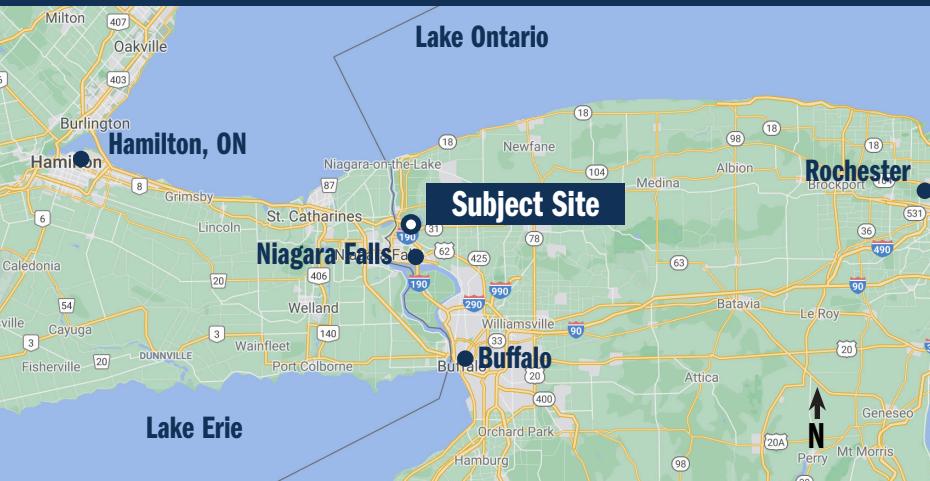 Milton
407
Lake Ontario
Oakville
403
Burlington
Hamilton, ON
Hamilton
18
18
18
98
18
Newfane
Niagara-on-the-Lake
104
Albion
Rochester
Medina
Brockport
8
87
Grimsby
Subject Site
St. Catharines
6
Lincoln
190
31
531
36
78
62
Niagara Falls
425
490
63
Caledonia
20
406
190
990
90
290
54
Welland
Batavia
Le Roy
Cayuga
3
140
Williamsville
90
3
Wainfleet
33
20
20
DUNNVILLE
Fisherville
Port Colborne
Buffalo
Buffalo
20
Attica
400
Geneseo
Lake Erie
Orchard Park
N
20A
Mt Morris
Perry
Hamburg
98